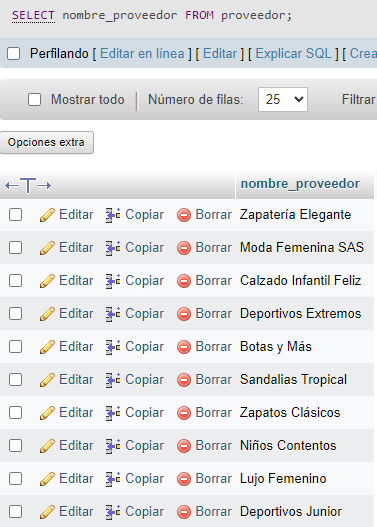 SELECT nombre_proveedor FROM proveedor;
Perfilando [ Editar en línea ] [ Editar ] [ Explicar SQL ] [ Crea
Mostrar todo Número de filas: 25 Filtrar
Opciones extra
←T→ nombre_proveedor
Editar Copiar Borrar Zapatería Elegante
Editar Copiar Borrar Moda Femenina SAS
Editar Copiar Borrar Calzado Infantil Feliz
Editar Copiar Borrar Deportivos Extremos
Editar Copiar Borrar Botas y Más
Editar Copiar Borrar Sandalias Tropical
Editar Copiar Borrar Zapatos Clásicos
Editar Copiar Borrar Niños Contentos
Editar Copiar Borrar Lujo Femenino
Editar Copiar Borrar Deportivos Junior